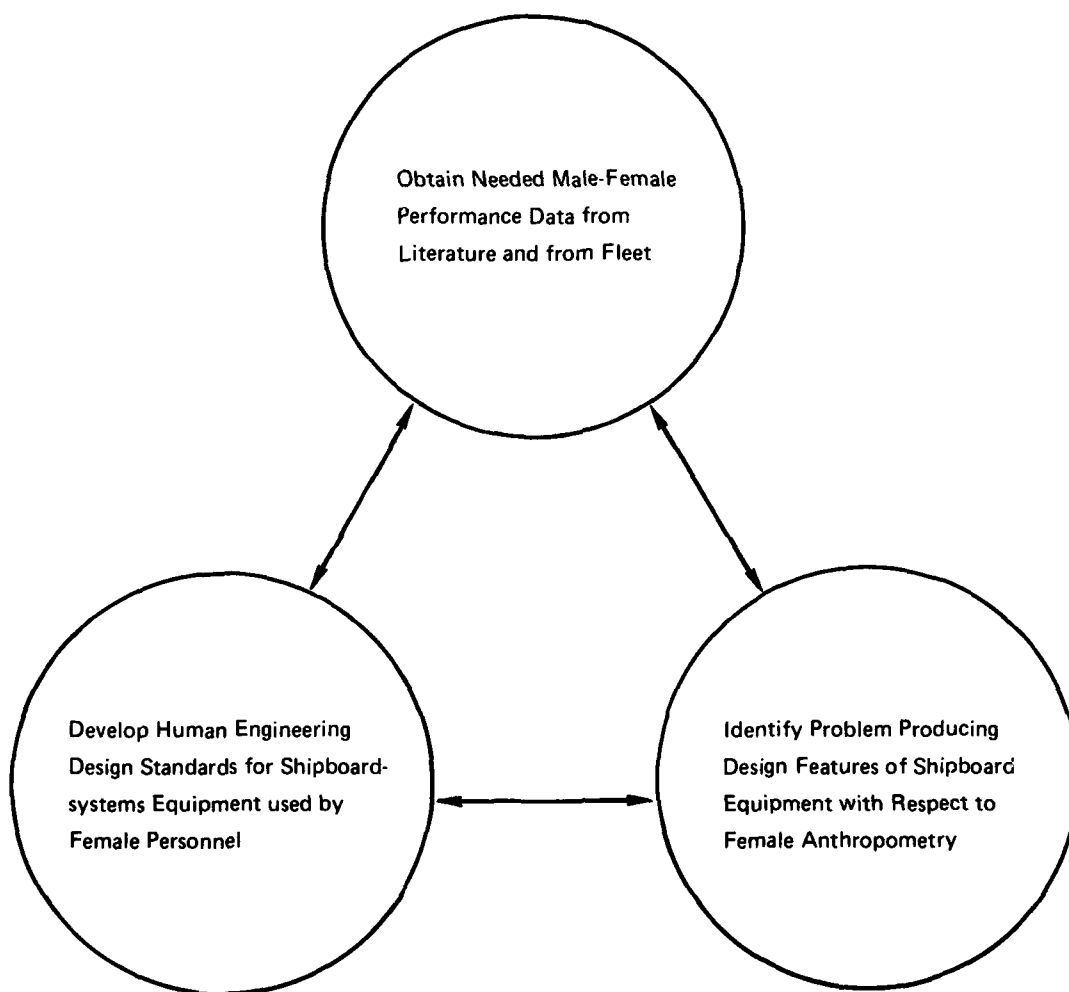 Obtain Needed Male-Female
Performance Data from
Literature and from Fleet
Develop Human Engineering
Design Standards for Shipboard-
systems Equipment used by
Female Personnel
Identify Problem Producing
Design Features of Shipboard
Equipment with Respect to
Female Anthropometry